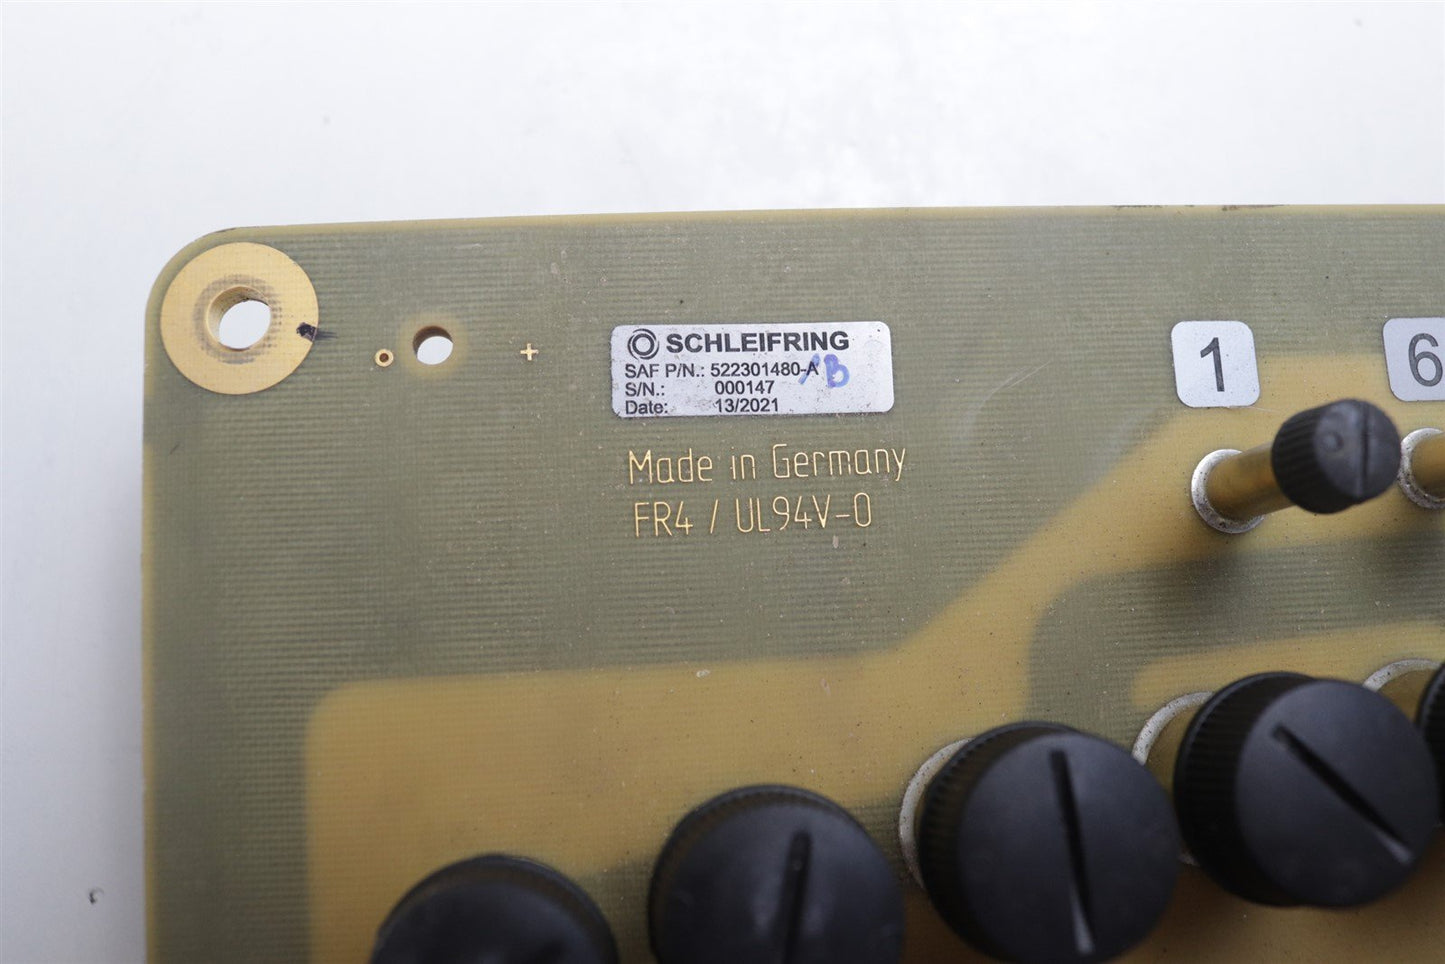 SCHLEIFRING
SAF P/N.: 522301480-A B
S/N.: 000147
Date: 13/2021
Made in Germany
FR4 / UL94V-0
1
6